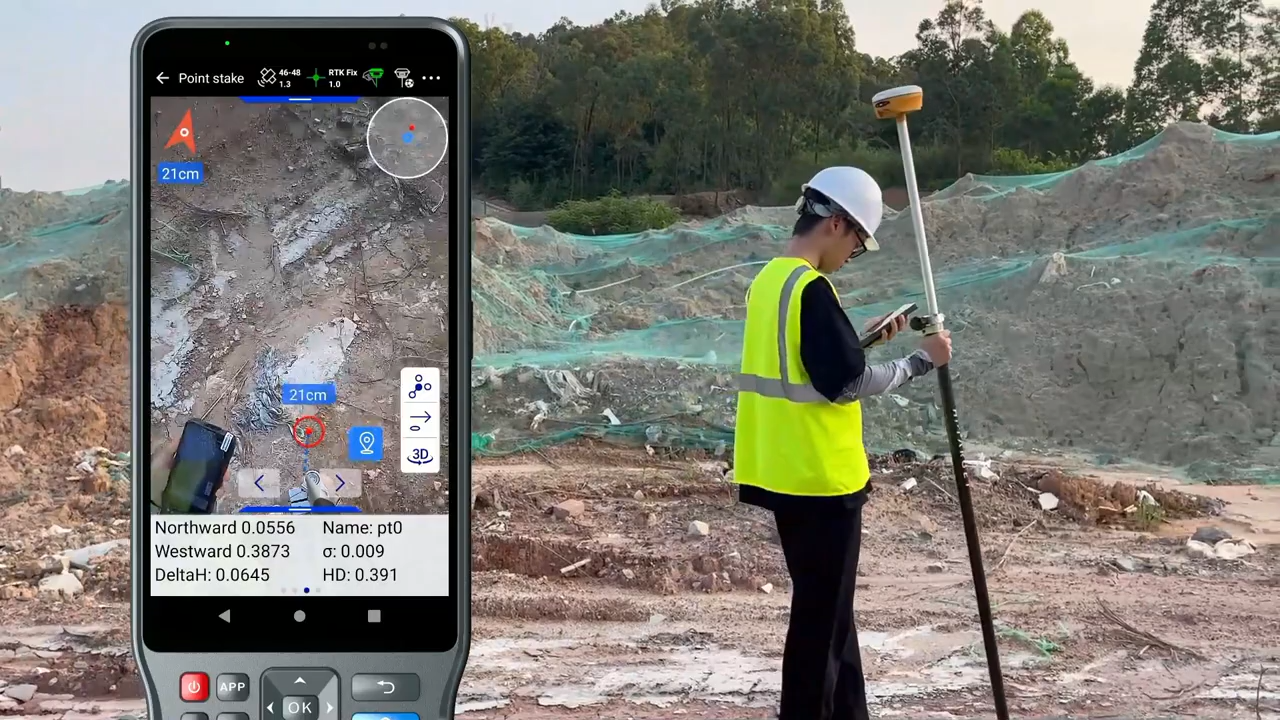 Point stake
46-48
1.3
RTK Fix
1.0
21cm
21cm
3D
Northward 0.0556 Name: pt0
Westward 0.3873 σ: 0.009
DeltaH: 0.0645 HD: 0.391
APP
OK